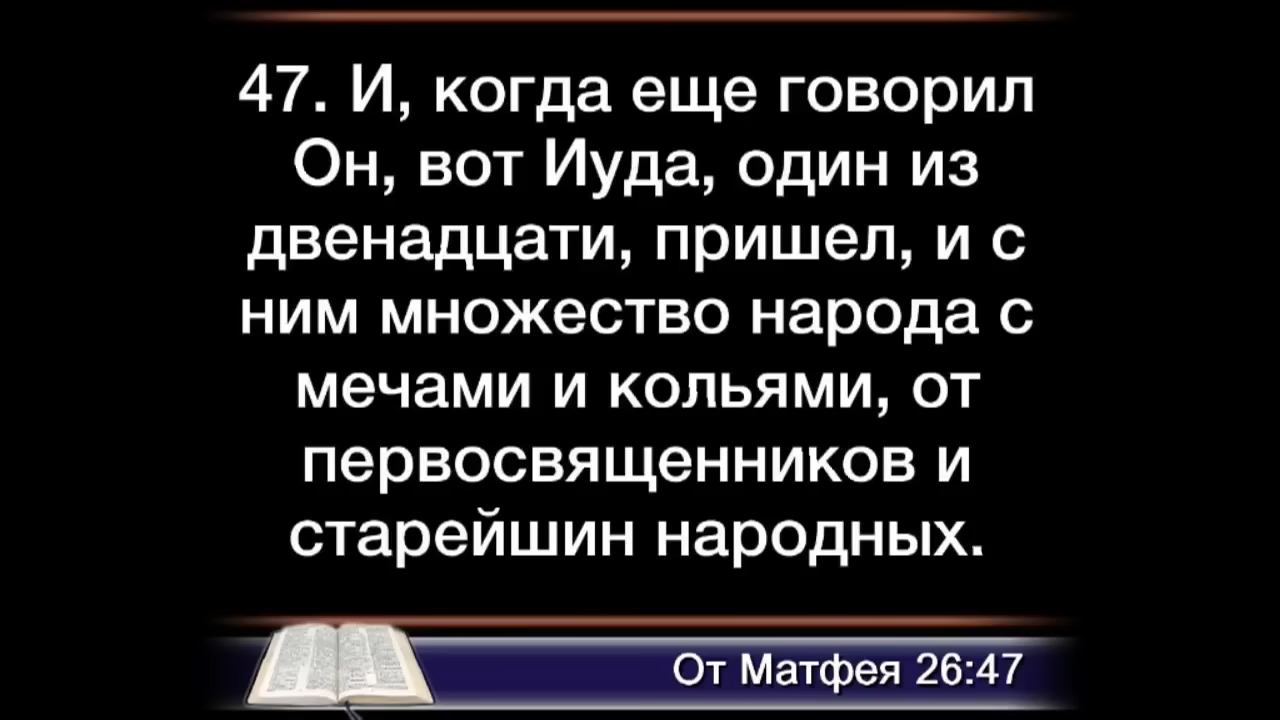 47. И, когда еще говорил
Он, вот Иуда, один из
двенадцати, пришел, и с
ним множество народа с
мечами и кольями, от
первосвященников и
старейшин народных.
От Матфея 26:47